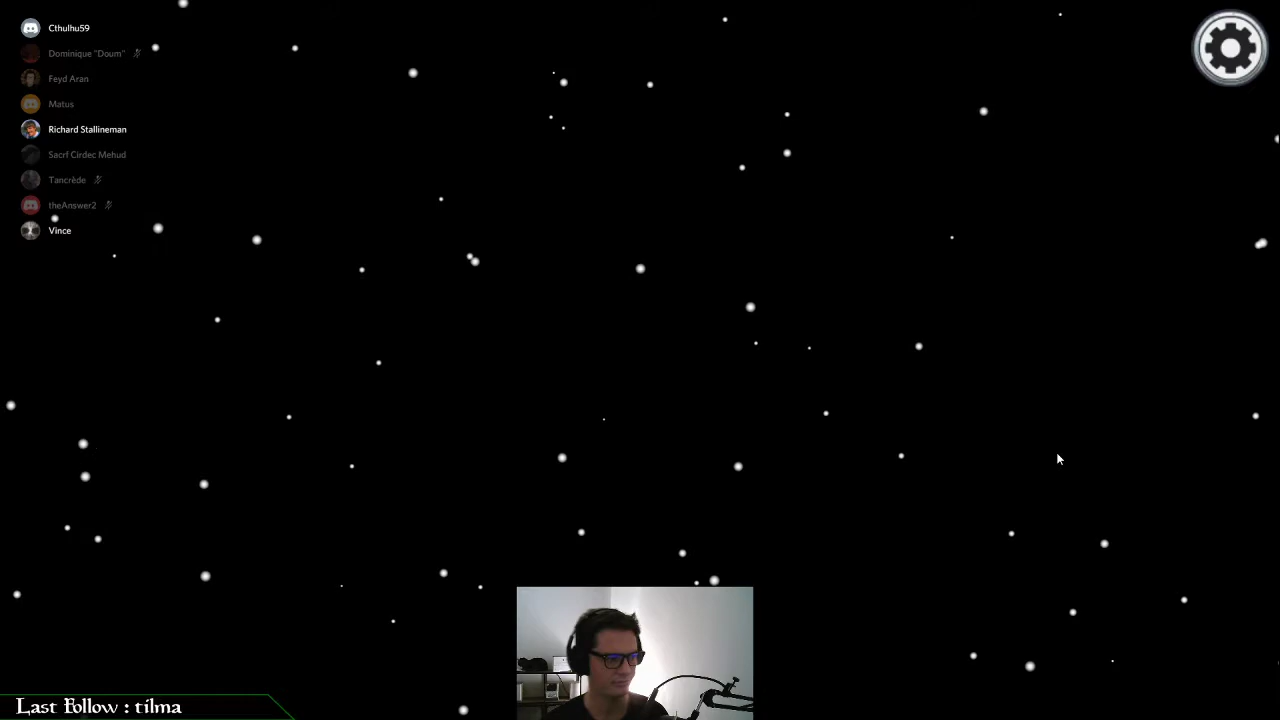 Cthulhu59
Dominique "Doum"
Feyd Aran
Matus
Richard Stallineman
Sacrf Cirdec Mehud
Tancrède
theAnswer2
Vince
Last Follow : tilma